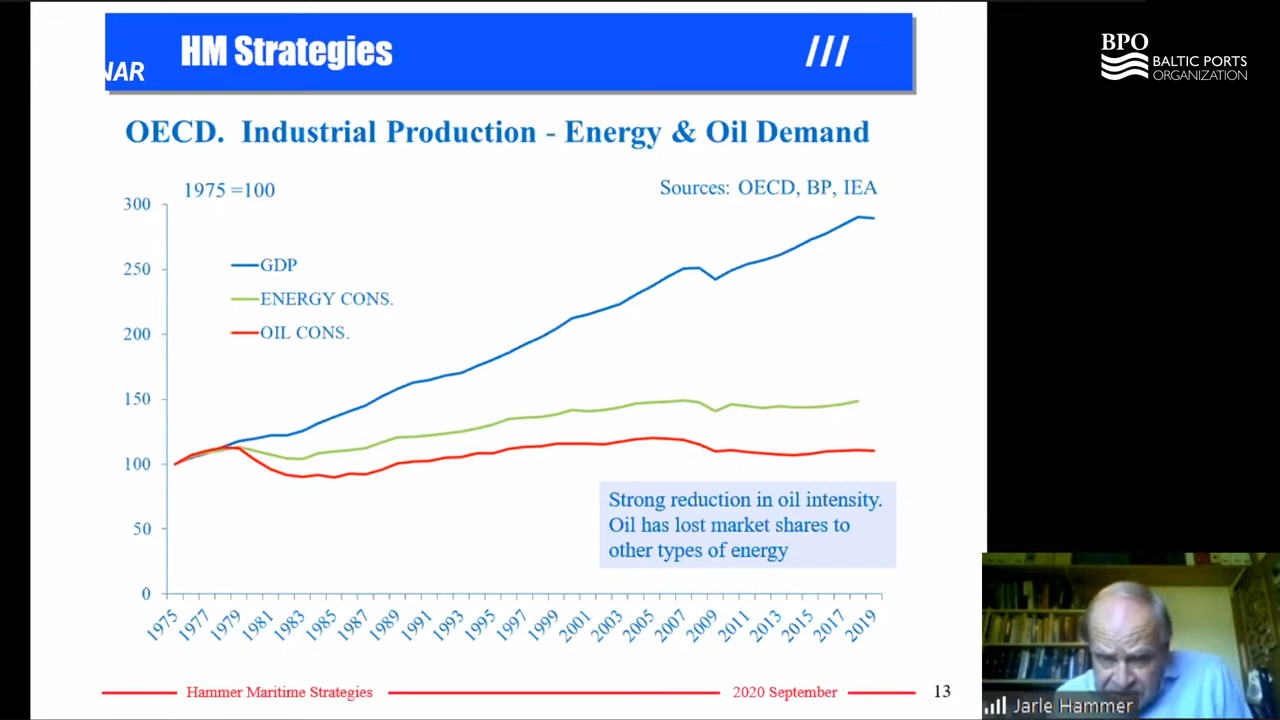 HM Strategies
NAR
BPO
BALTIC PORTS
ORGANIZATION
OECD. Industrial Production - Energy & Oil Demand
1975 =100
Sources: OECD, BP, IEA
300
250
200
150
100
50
0
GDP
ENERGY CONS.
OIL CONS.
Strong reduction in oil intensity.
Oil has lost market shares to
other types of energy
1975 1977 1979 1981 1983 1985 1987 1989 1991 1993 1995 1997 1999 2001 2003 2005 2007 2009 2011 2013 2015 2017 2019
Hammer Maritime Strategies
2020 September
13
Jarle Hammer